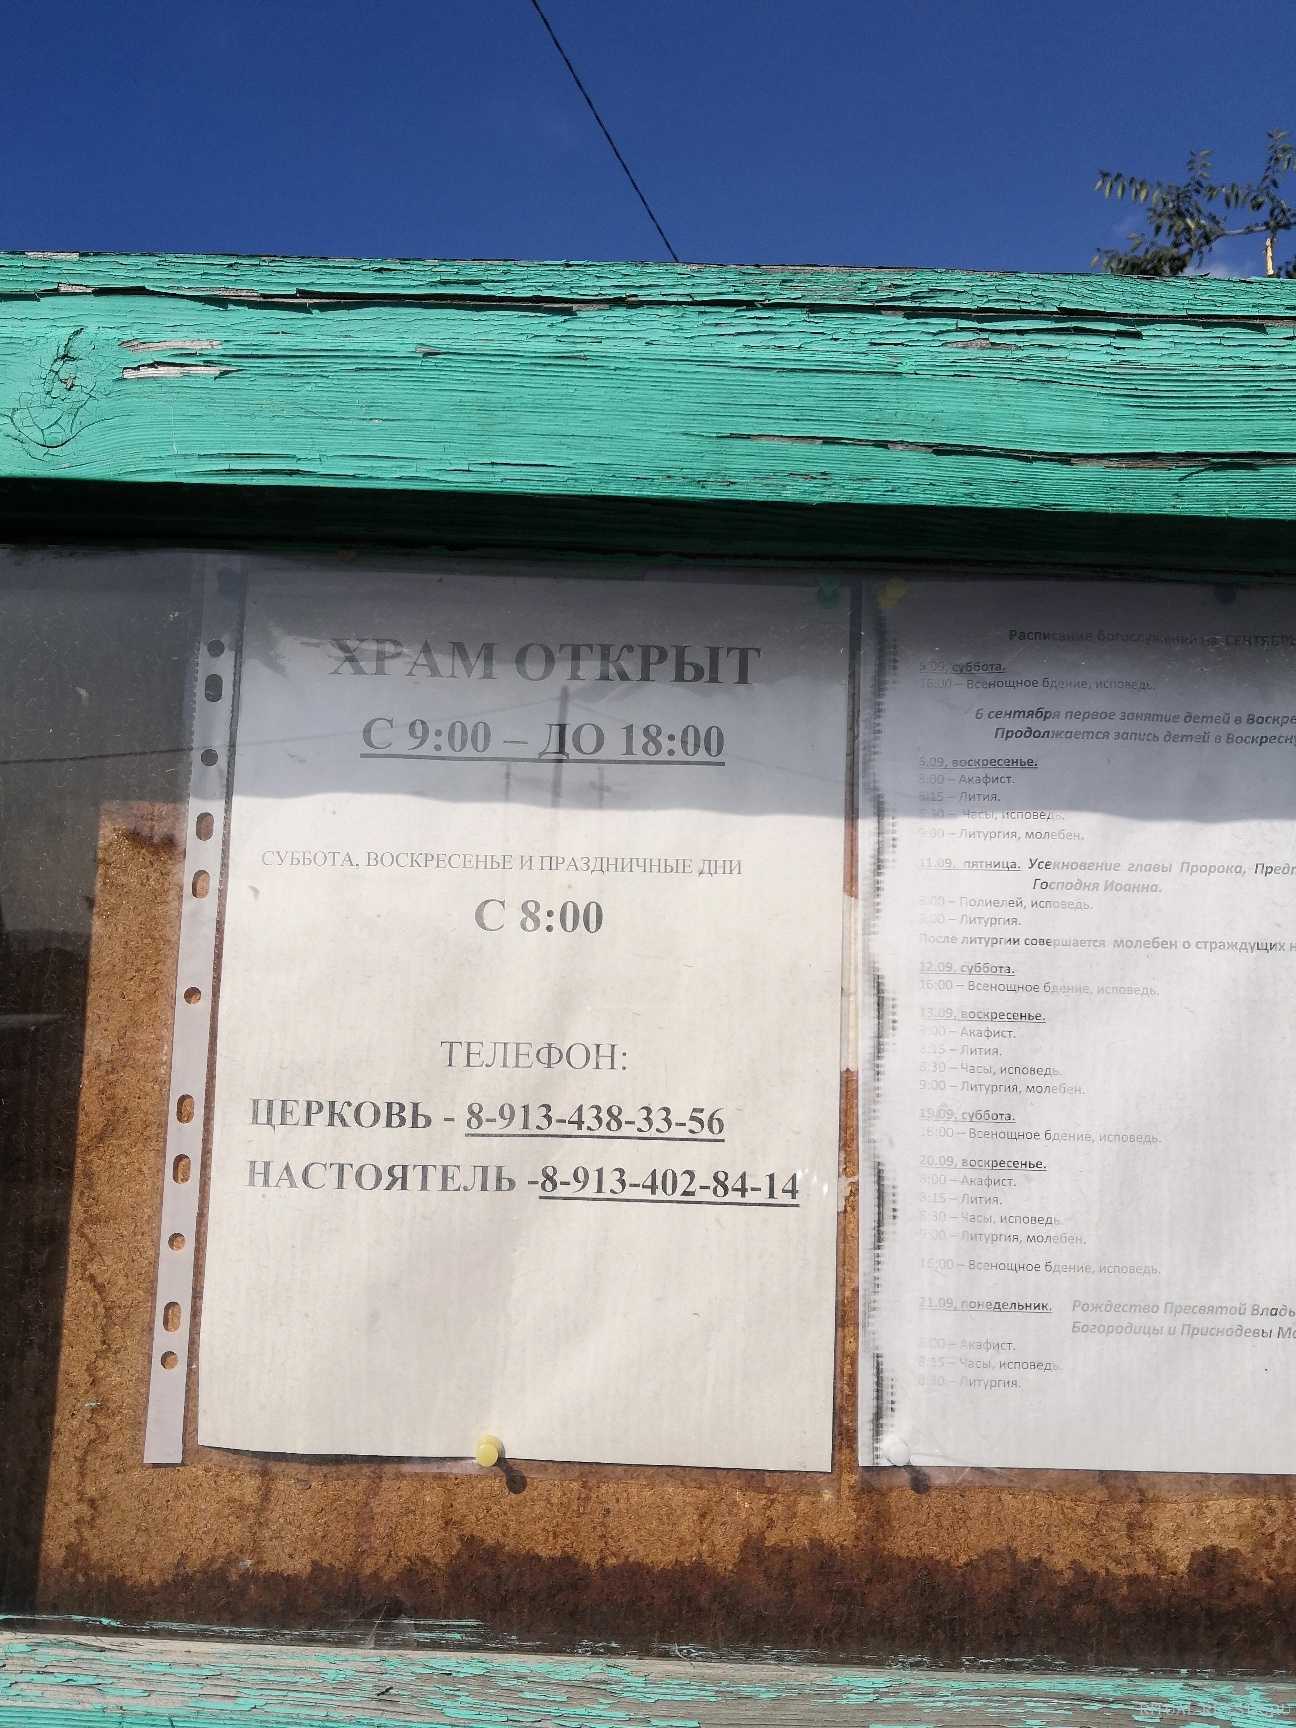 ХРАМ ОТКРЫТ
С 9:00 – ДО 18:00
СУББОТА, ВОСКРЕСЕНЬЕ И ПРАЗДНИЧНЫЕ ДНИ
С 8:00
ТЕЛЕФОН:
ЦЕРКОВЬ - 8-913-438-33-56
НАСТОЯТЕЛЬ -8-913-402-84-14
Расписание богослужений на СЕНТЯБРЬ
5.09, суббота.
16:00 – Всенощное бдение, исповедь.
6 сентября первое занятие детей в Воскре
Продолжается запись детей в Воскресну
6.09, воскресенье.
8:00 – Акафист.
8:15 – Лития.
8:30 – Часы, исповедь.
9:00 – Литургия, молебен.
11.09, пятница. Усекновение главы Пророка, Предт
Господня Иоанна.
8:00 – Полиелей, исповедь.
– Литургия.
После литургии совершается молебен о страждущих н
12.09, суббота.
16:00 – Всенощное бдение, исповедь.
13.09, воскресенье.
8:00 – Акафист.
8:15 – Лития.
8:30 – Часы, исповедь.
9:00 – Литургия, молебен.
19.09, суббота.
16:00 – Всенощное бдение, исповедь.
20.09, воскресенье.
8:00 – Акафист.
8:15 – Лития.
8:30 – Часы, исповедь.
9:00 – Литургия, молебен.
16:00 – Всенощное бдение, исповедь.
21.09, понедельник. Рождество Пресвятой Влады
Богородицы и Приснодевы Ма
8:00 – Акафист.
8:15 – Часы, исповедь.
8:30 – Литургия.